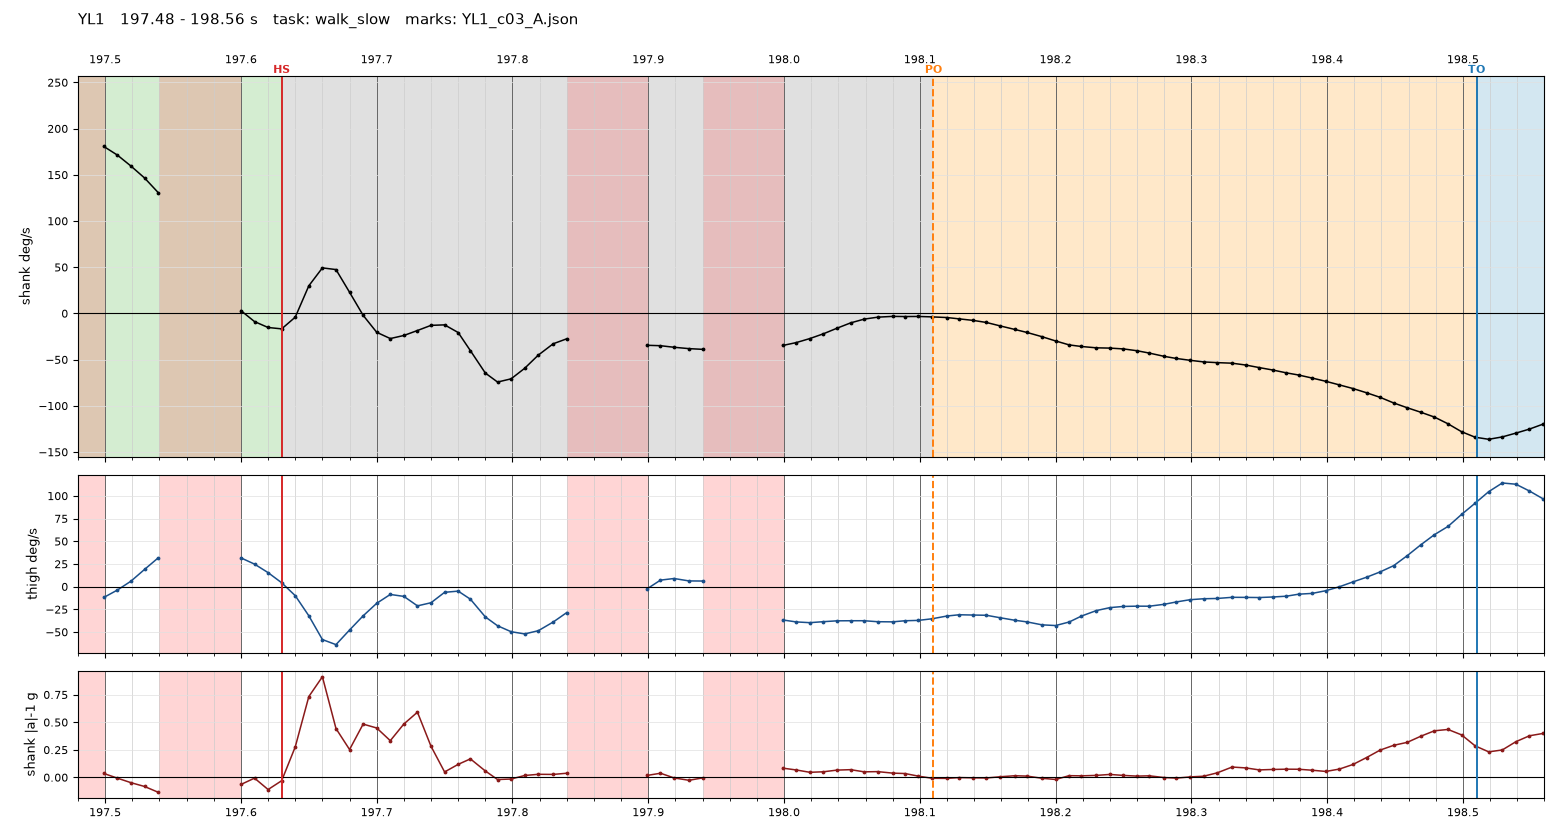 YL1   197.48 - 198.56 s   task: walk_slow   marks: YL1_c03_A.json
197.5 197.6 197.7 197.8 197.9 198.0 198.1 198.2 198.3 198.4 198.5
HS PO TO
250
200
150
100
50
0
−50
−100
−150
shank deg/s
100
75
50
25
0
−25
−50
thigh deg/s
0.75
0.50
0.25
0.00
shank |a|-1 g
197.5 197.6 197.7 197.8 197.9 198.0 198.1 198.2 198.3 198.4 198.5